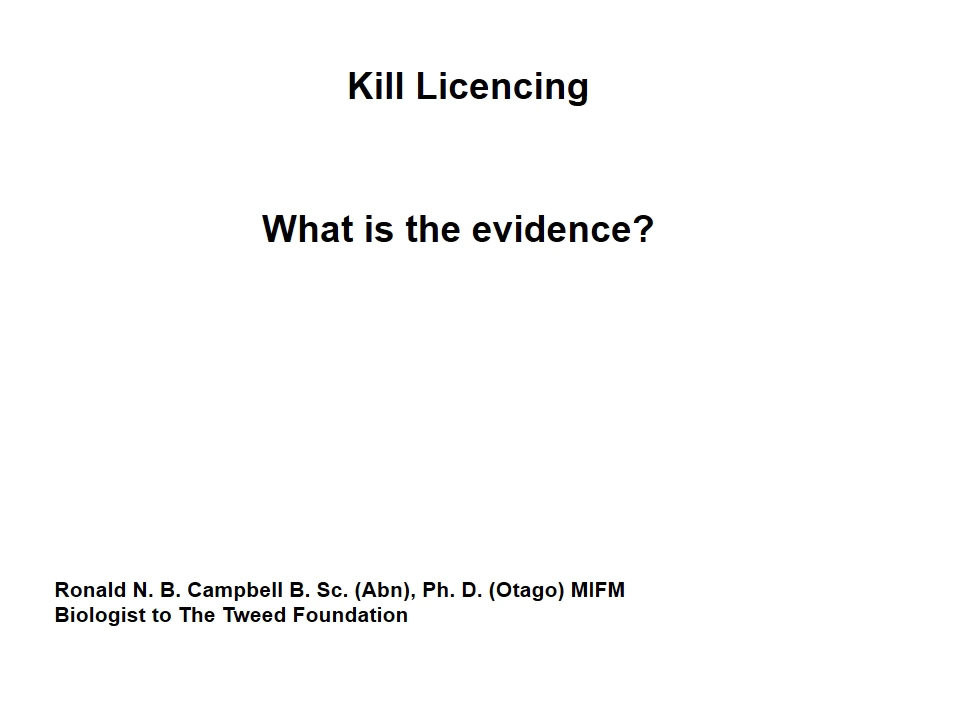 Kill Licencing
What is the evidence?
Ronald N. B. Campbell B. Sc. (Abn), Ph. D. (Otago) MIFM
Biologist to The Tweed Foundation